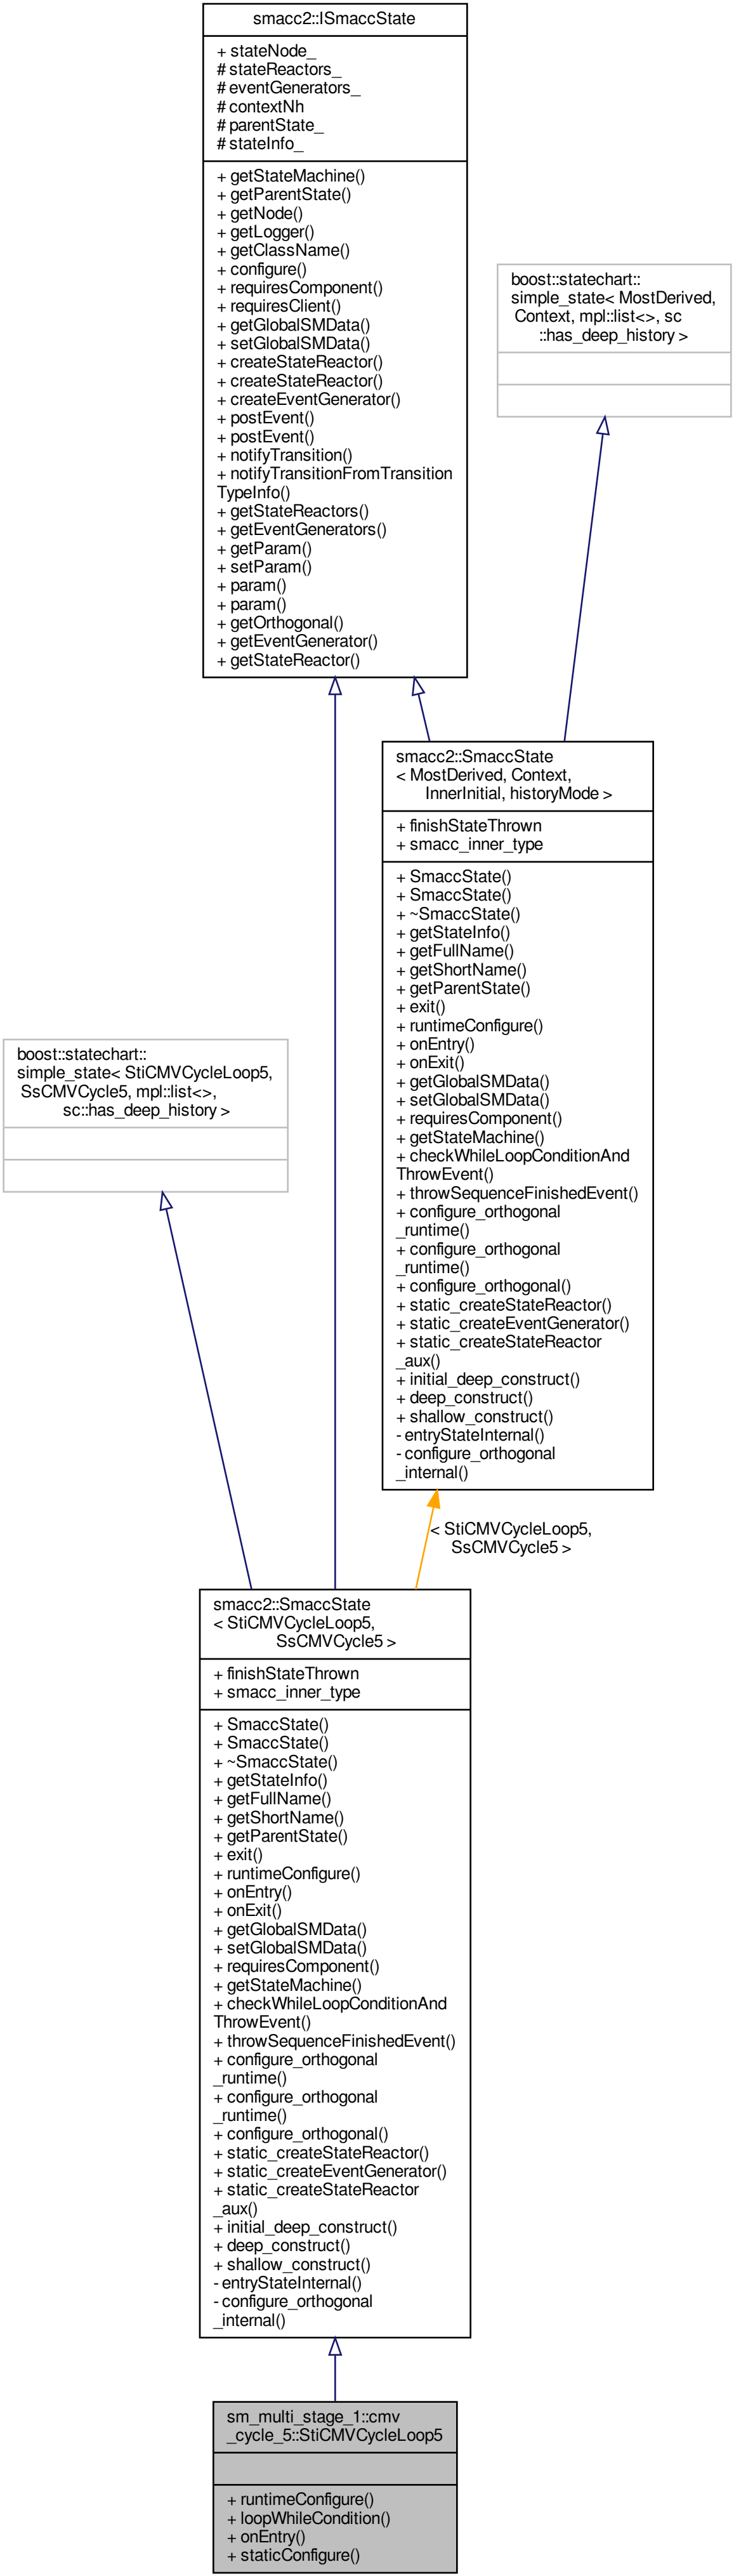 smacc2::ISmaccState
+ stateNode_
# stateReactors_
# eventGenerators_
# contextNh
# parentState_
# stateInfo_
+ getStateMachine()
+ getParentState()
+ getNode()
+ getLogger()
+ getClassName()
+ configure()
+ requiresComponent()
+ requiresClient()
+ getGlobalSMData()
+ setGlobalSMData()
+ createStateReactor()
+ createStateReactor()
+ createEventGenerator()
+ postEvent()
+ postEvent()
+ notifyTransition()
+ notifyTransitionFromTransition
TypeInfo()
+ getStateReactors()
+ getEventGenerators()
+ getParam()
+ setParam()
+ param()
+ param()
+ getOrthogonal()
+ getEventGenerator()
+ getStateReactor()
boost::statechart::
simple_state< MostDerived,
Context, mpl::list<>, sc
::has_deep_history >
smacc2::SmaccState
< MostDerived, Context,
InnerInitial, historyMode >
+ finishStateThrown
+ smacc_inner_type
+ SmaccState()
+ SmaccState()
+ ~SmaccState()
+ getStateInfo()
+ getFullName()
+ getShortName()
+ getParentState()
+ exit()
+ runtimeConfigure()
+ onEntry()
+ onExit()
+ getGlobalSMData()
+ setGlobalSMData()
+ requiresComponent()
+ getStateMachine()
+ checkWhileLoopConditionAnd
ThrowEvent()
+ throwSequenceFinishedEvent()
+ configure_orthogonal
_runtime()
+ configure_orthogonal
_runtime()
+ configure_orthogonal()
+ static_createStateReactor()
+ static_createEventGenerator()
+ static_createStateReactor
_aux()
+ initial_deep_construct()
+ deep_construct()
+ shallow_construct()
- entryStateInternal()
- configure_orthogonal
_internal()
boost::statechart::
simple_state< StiCMVCycleLoop5,
SsCMVCycle5, mpl::list<>,
sc::has_deep_history >
< StiCMVCycleLoop5,
SsCMVCycle5 >
smacc2::SmaccState
< StiCMVCycleLoop5,
SsCMVCycle5 >
+ finishStateThrown
+ smacc_inner_type
+ SmaccState()
+ SmaccState()
+ ~SmaccState()
+ getStateInfo()
+ getFullName()
+ getShortName()
+ getParentState()
+ exit()
+ runtimeConfigure()
+ onEntry()
+ onExit()
+ getGlobalSMData()
+ setGlobalSMData()
+ requiresComponent()
+ getStateMachine()
+ checkWhileLoopConditionAnd
ThrowEvent()
+ throwSequenceFinishedEvent()
+ configure_orthogonal
_runtime()
+ configure_orthogonal
_runtime()
+ configure_orthogonal()
+ static_createStateReactor()
+ static_createEventGenerator()
+ static_createStateReactor
_aux()
+ initial_deep_construct()
+ deep_construct()
+ shallow_construct()
- entryStateInternal()
- configure_orthogonal
_internal()
sm_multi_stage_1::cmv
_cycle_5::StiCMVCycleLoop5
+ runtimeConfigure()
+ loopWhileCondition()
+ onEntry()
+ staticConfigure()